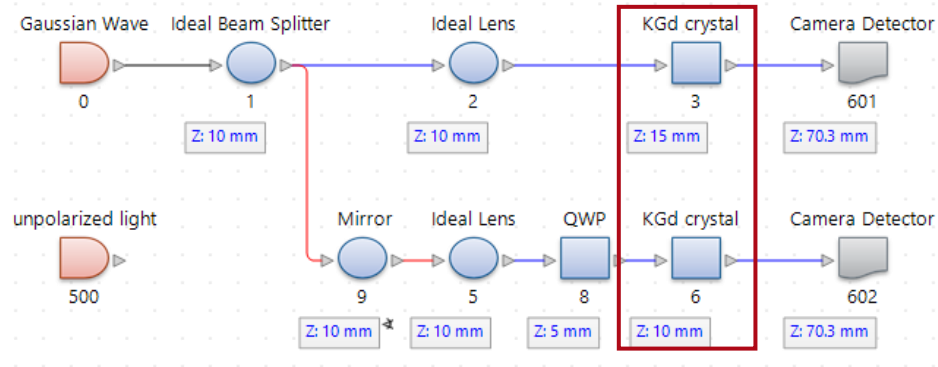 Gaussian Wave Ideal Beam Splitter Ideal Lens KGd crystal Camera Detector
0 1 2 3 601
Z: 10 mm Z: 10 mm Z: 15 mm Z: 70.3 mm
unpolarized light Mirror Ideal Lens QWP KGd crystal Camera Detector
500 9 5 8 6 602
Z: 10 mm Z: 10 mm Z: 5 mm Z: 10 mm Z: 70.3 mm